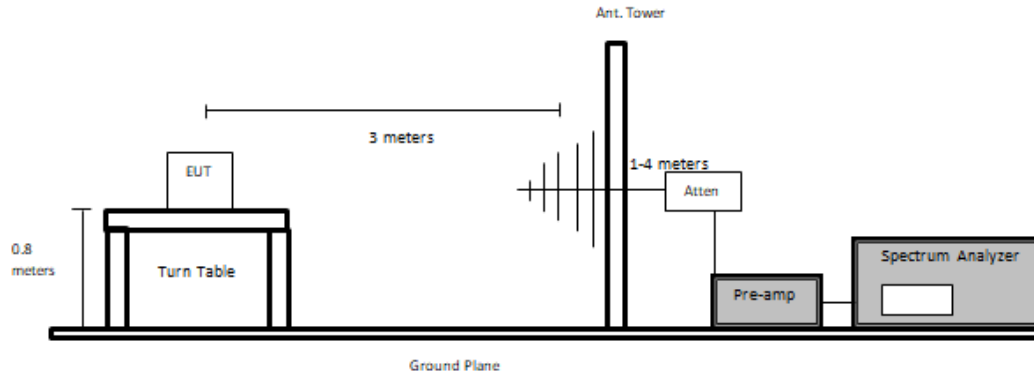 Ant. Tower
3 meters
1-4 meters
EUT
Atten
0.8
meters
Turn Table
Spectrum Analyzer
Pre-amp
Ground Plane